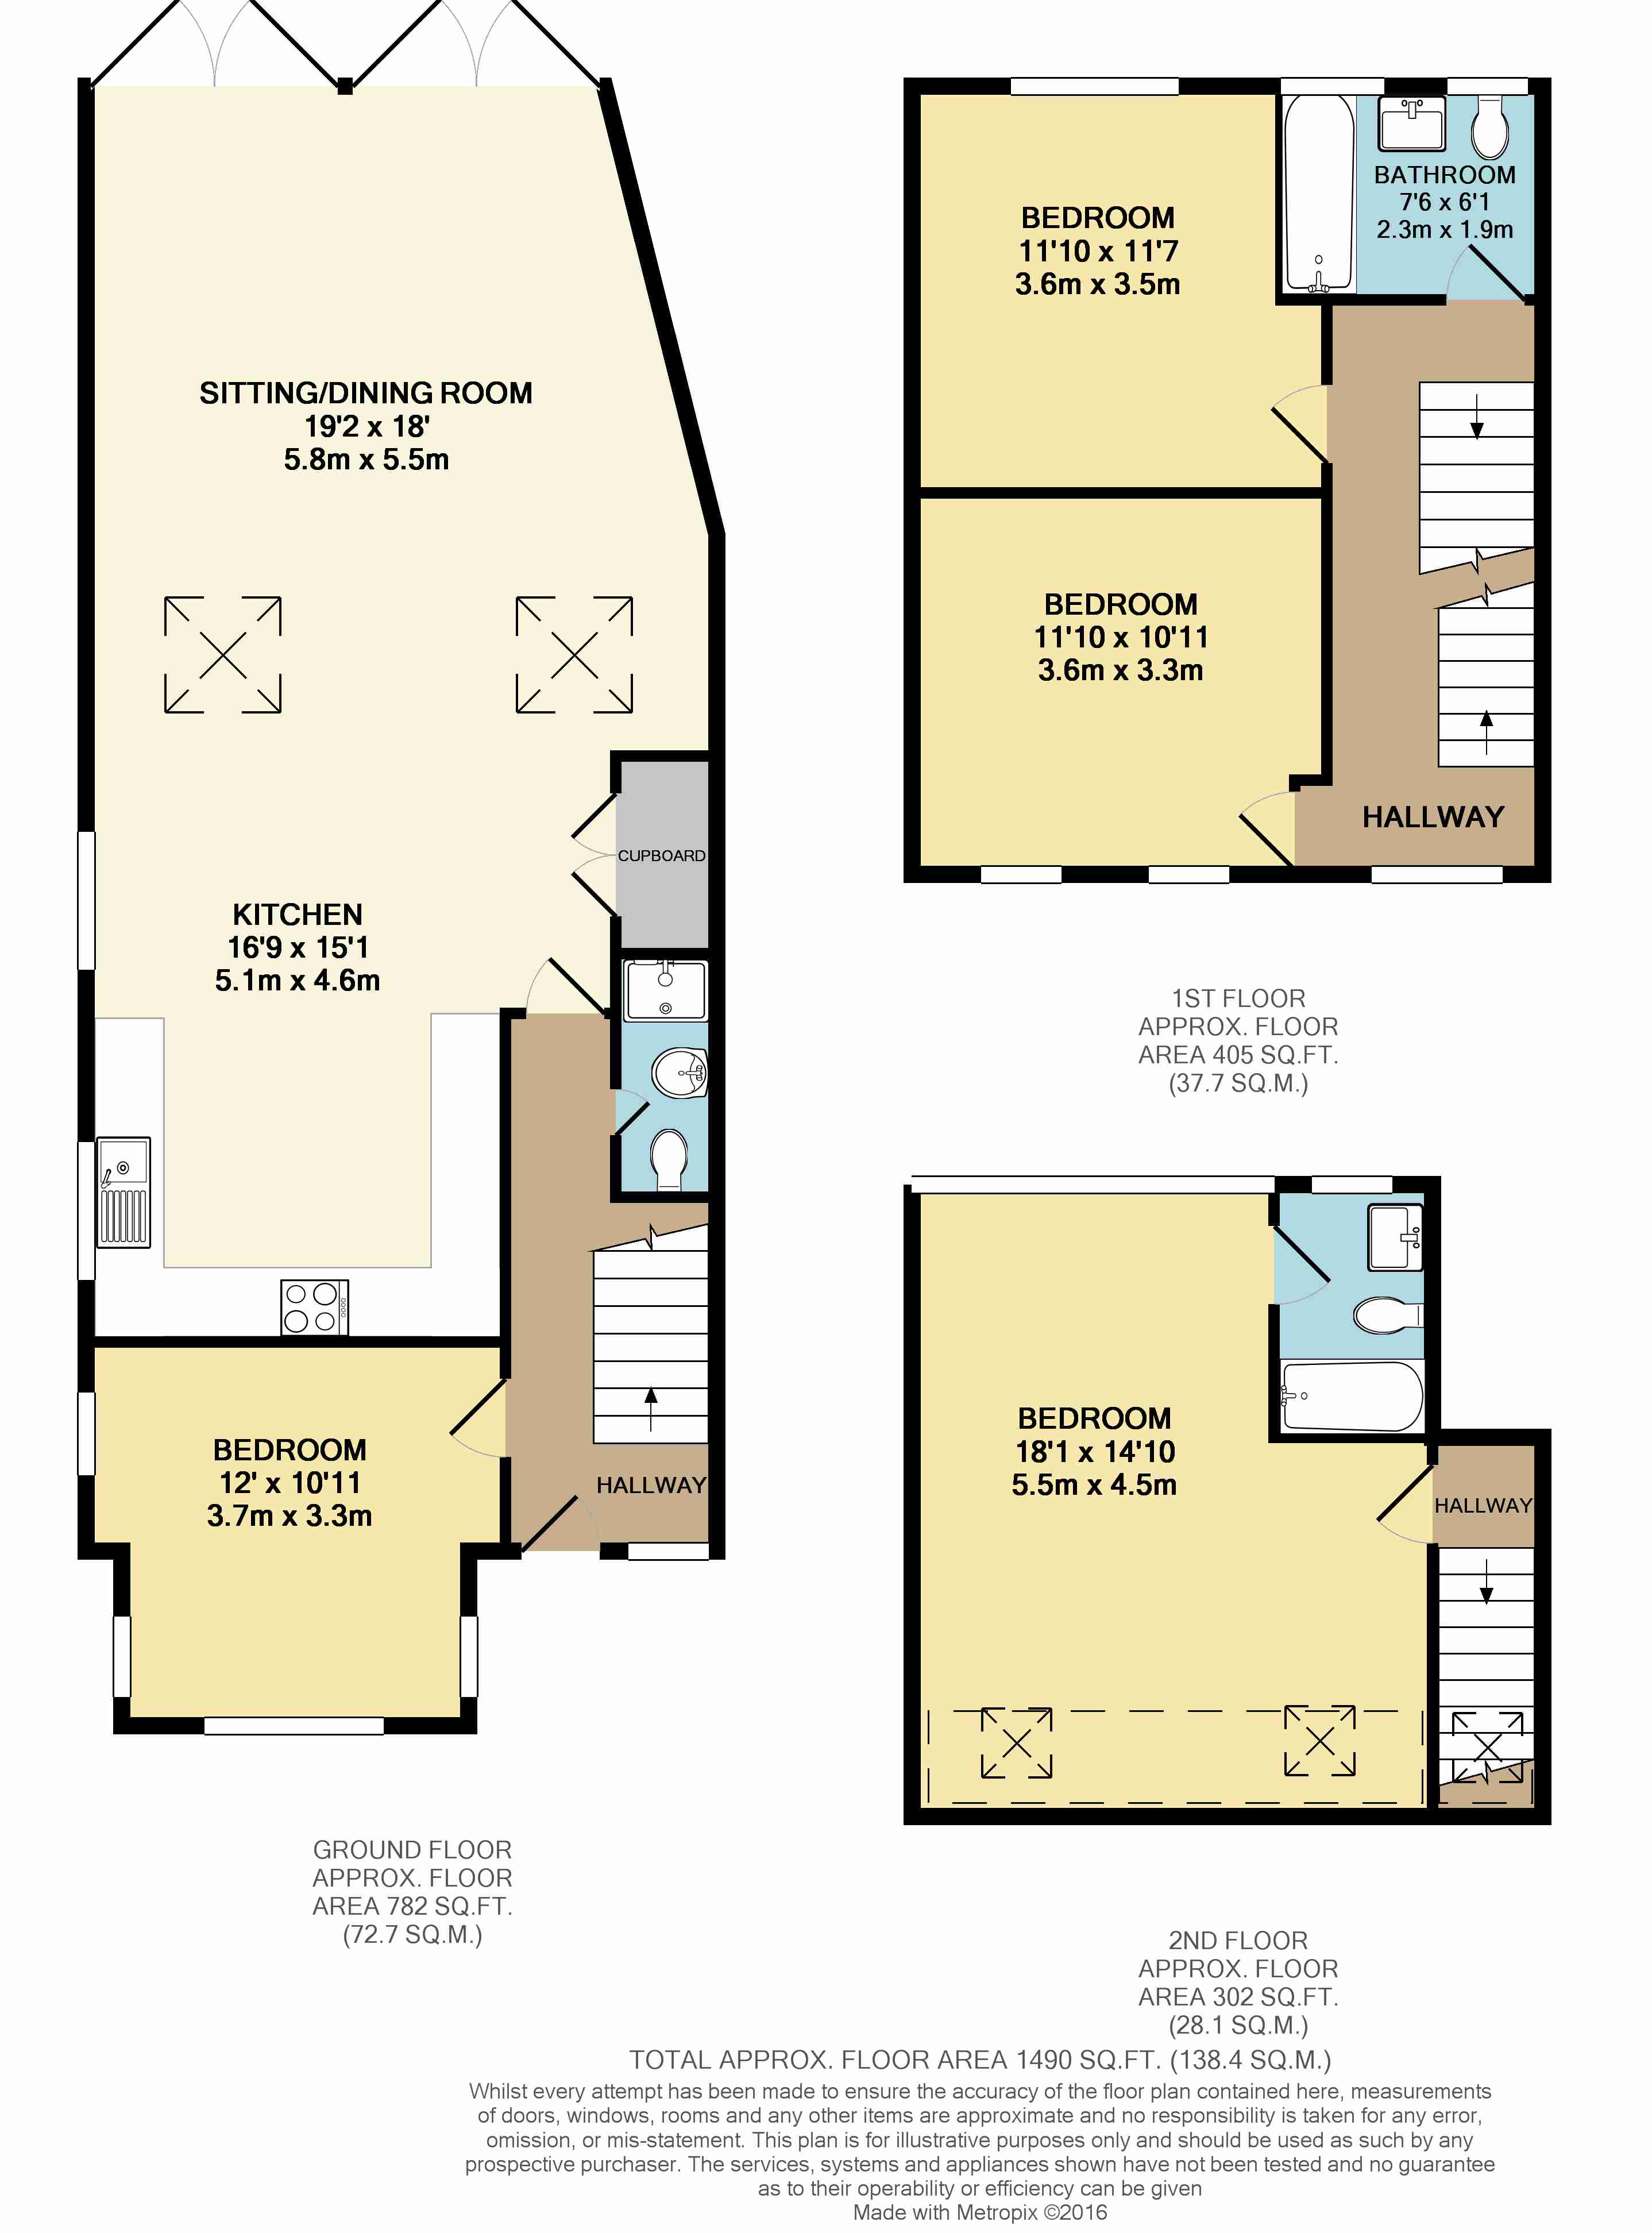 SITTING/DINING ROOM
19'2 x 18'
5.8m x 5.5m
CUPBOARD
KITCHEN
16'9 x 15'1
5.1m x 4.6m
BEDROOM
12' x 10'11
3.7m x 3.3m
HALLWAY
GROUND FLOOR
APPROX. FLOOR
AREA 782 SQ.FT.
(72.7 SQ.M.)
BEDROOM
11'10 x 11'7
3.6m x 3.5m
BATHROOM
7'6 x 6'1
2.3m x 1.9m
BEDROOM
11'10 x 10'11
3.6m x 3.3m
HALLWAY
1ST FLOOR
APPROX. FLOOR
AREA 405 SQ.FT.
(37.7 SQ.M.)
BEDROOM
18'1 x 14'10
5.5m x 4.5m
HALLWAY
2ND FLOOR
APPROX. FLOOR
AREA 302 SQ.FT.
(28.1 SQ.M.)
TOTAL APPROX. FLOOR AREA 1490 SQ.FT. (138.4 SQ.M.)
Whilst every attempt has been made to ensure the accuracy of the floor plan contained here, measurements
of doors, windows, rooms and any other items are approximate and no responsibility is taken for any error,
omission, or mis-statement. This plan is for illustrative purposes only and should be used as such by any
prospective purchaser. The services, systems and appliances shown have not been tested and no guarantee
as to their operability or efficiency can be given
Made with Metropix ©2016